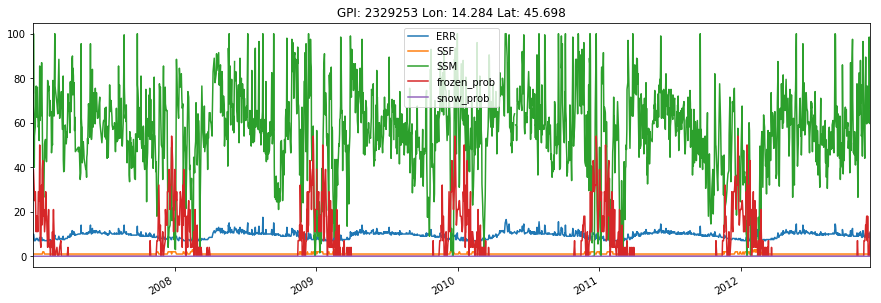 GPI: 2329253 Lon: 14.284 Lat: 45.698
100
80
60
40
20
0
ERR
SSF
SSM
frozen_prob
snow_prob
2008
2009
2010
2011
2012